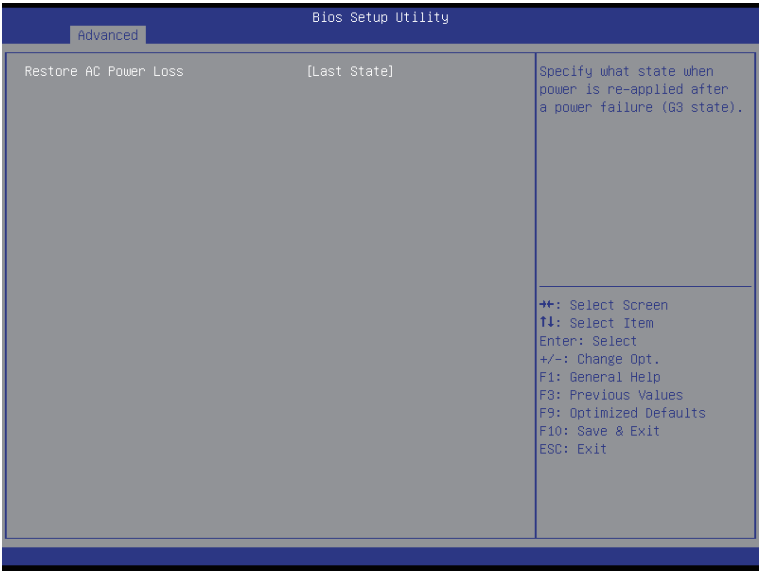 Bios Setup Utility
Advanced
Restore AC Power Loss [Last State]
Specify what state when
power is re-applied after
a power failure (G3 state).
→←: Select Screen
↑↓: Select Item
Enter: Select
+/-: Change Opt.
F1: General Help
F3: Previous Values
F9: Optimized Defaults
F10: Save & Exit
ESC: Exit